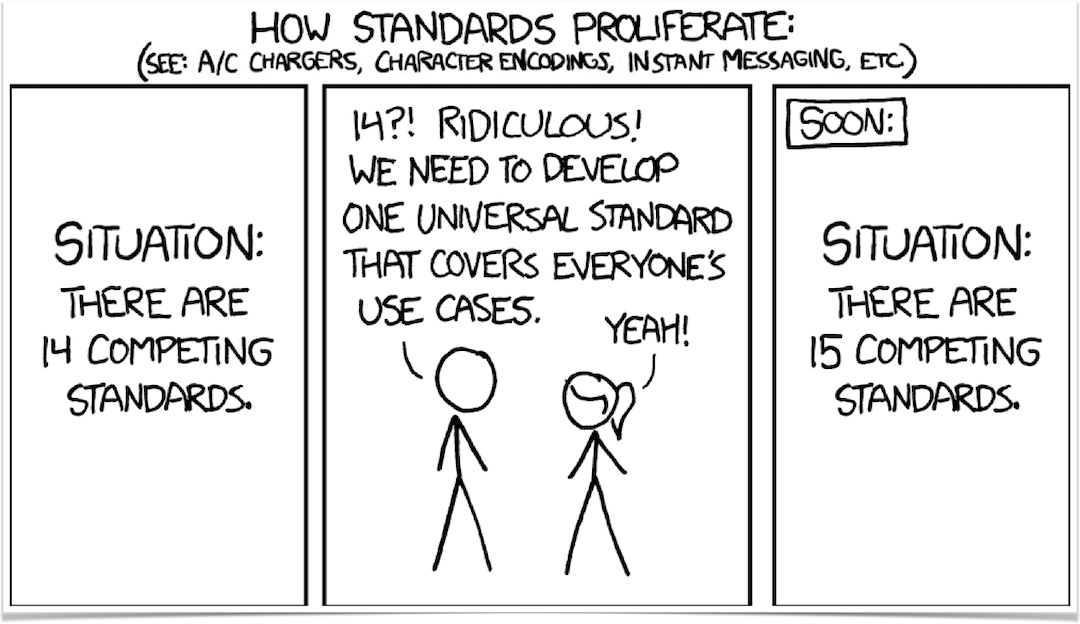 HOW STANDARDS PROLIFERATE:
(SEE: A/C CHARGERS, CHARACTER ENCODINGS, INSTANT MESSAGING, ETC.)
SITUATION:
THERE ARE
14 COMPETING
STANDARDS.
14?! RIDICULOUS!
WE NEED TO DEVELOP
ONE UNIVERSAL STANDARD
THAT COVERS EVERYONE'S
USE CASES.
YEAH!
SOON:
SITUATION:
THERE ARE
15 COMPETING
STANDARDS.